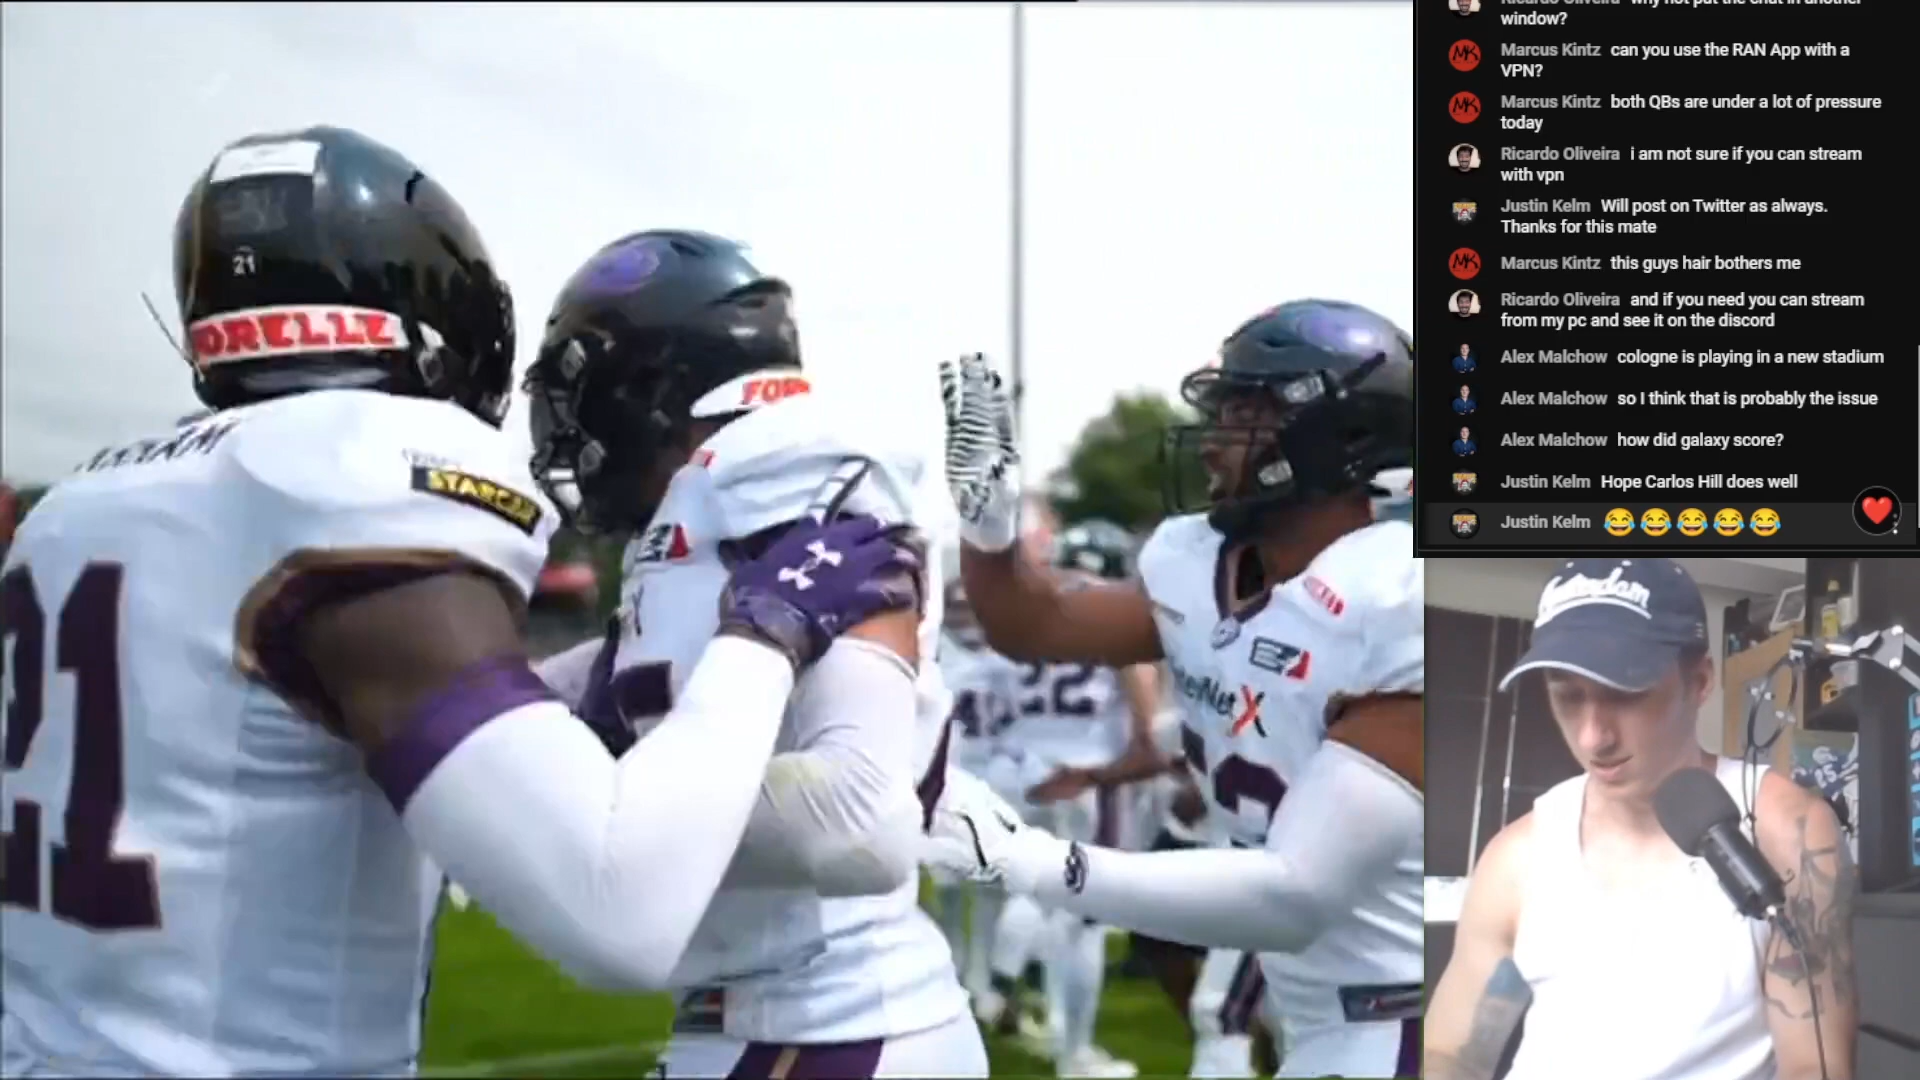 window?
Marcus Kintz can you use the RAN App with a
VPN?
Marcus Kintz both QBs are under a lot of pressure
today
Ricardo Oliveira i am not sure if you can stream
with vpn
Justin Kelm Will post on Twitter as always.
Thanks for this mate
Marcus Kintz this guys hair bothers me
Ricardo Oliveira and if you need you can stream
from my pc and see it on the discord
Alex Malchow cologne is playing in a new stadium
Alex Malchow so I think that is probably the issue
Alex Malchow how did galaxy score?
Justin Kelm Hope Carlos Hill does well
Justin Kelm 😂😂😂😂😂
MK
MK
MK
21
STARCAR
21
22
Amsterdam